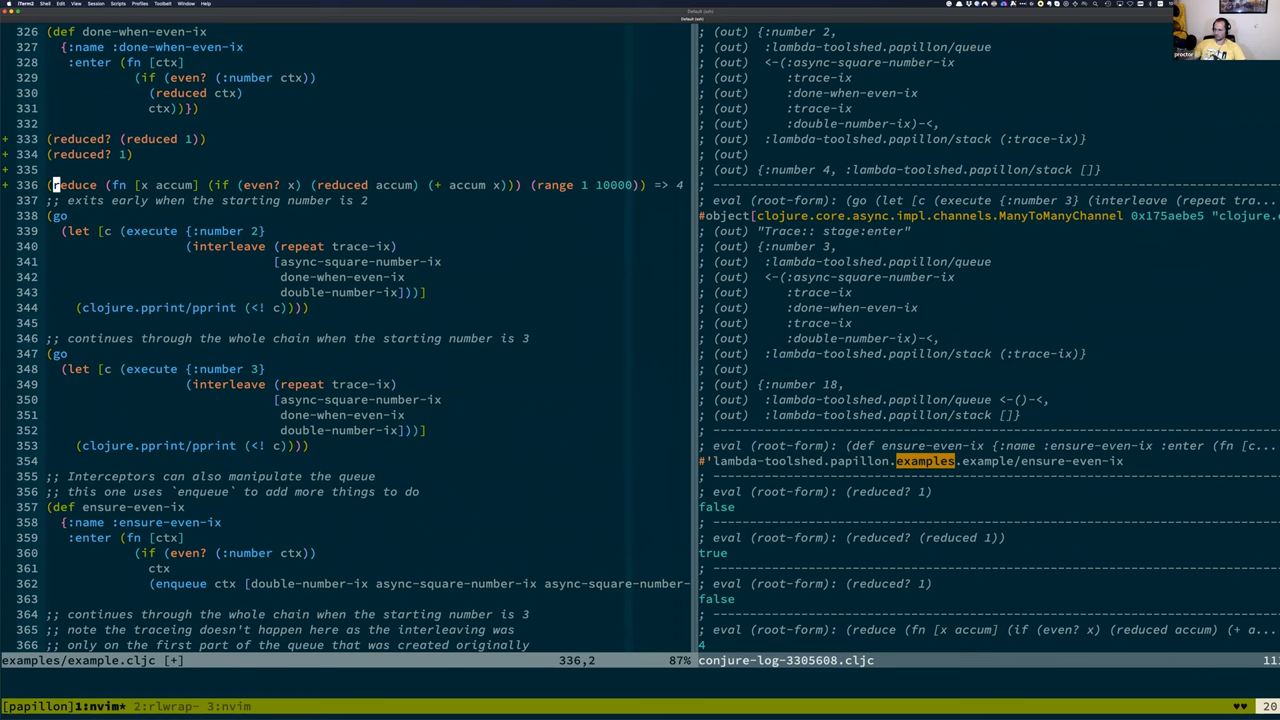 iTerm2 Shell Edit View Session Scripts Profiles Toolbelt Window Help
Default (ssh)
Default (ssh)
proctor
326 (def done-when-even-ix
327   {:name :done-when-even-ix
328    :enter (fn [ctx]
329             (if (even? (:number ctx))
330               (reduced ctx)
331               ctx))})
332
+ 333 (reduced? (reduced 1))
+ 334 (reduced? 1)
+ 335
+ 336 (reduce (fn [x accum] (if (even? x) (reduced accum) (+ accum x))) (range 1 10000)) => 4
337 ;; exits early when the starting number is 2
338 (go
339   (let [c (execute {:number 2}
340                    (interleave (repeat trace-ix)
341                                [async-square-number-ix
342                                 done-when-even-ix
343                                 double-number-ix]))]
344     (clojure.pprint/pprint (<! c))))
345
346 ;; continues through the whole chain when the starting number is 3
347 (go
348   (let [c (execute {:number 3}
349                    (interleave (repeat trace-ix)
350                                [async-square-number-ix
351                                 done-when-even-ix
352                                 double-number-ix]))]
353     (clojure.pprint/pprint (<! c))))
354
355 ;; Interceptors can also manipulate the queue
356 ;; this one uses `enqueue` to add more things to do
357 (def ensure-even-ix
358   {:name :ensure-even-ix
359    :enter (fn [ctx]
360             (if (even? (:number ctx))
361               ctx
362               (enqueue ctx [double-number-ix async-square-number-ix async-square-number-
363
364 ;; continues through the whole chain when the starting number is 3
365 ;; note the traceing doesn't happen here as the interleaving was
366 ;; only on the first part of the queue that was created originally
examples/example.cljc [+] 336,2 87%
; (out) {:number 2,
; (out)  :lambda-toolshed.papillon/queue
; (out)  <-(:async-square-number-ix
; (out)     :trace-ix
; (out)     :done-when-even-ix
; (out)     :trace-ix
; (out)     :double-number-ix)-<,
; (out)  :lambda-toolshed.papillon/stack (:trace-ix)}
; (out)
; (out) {:number 4, :lambda-toolshed.papillon/stack []}
; --------------------------------------------------------------------------------
; eval (root-form): (go (let [c (execute {:number 3} (interleave (repeat tra...
#object[clojure.core.async.impl.channels.ManyToManyChannel 0x175aebe5 "clojure.c
; (out) "Trace:: stage:enter"
; (out) {:number 3,
; (out)  :lambda-toolshed.papillon/queue
; (out)  <-(:async-square-number-ix
; (out)     :trace-ix
; (out)     :done-when-even-ix
; (out)     :trace-ix
; (out)     :double-number-ix)-<,
; (out)  :lambda-toolshed.papillon/stack (:trace-ix)}
; (out)
; (out) {:number 18,
; (out)  :lambda-toolshed.papillon/queue <-()-<,
; (out)  :lambda-toolshed.papillon/stack []}
; --------------------------------------------------------------------------------
; eval (root-form): (def ensure-even-ix {:name :ensure-even-ix :enter (fn [c...
#'lambda-toolshed.papillon.examples.example/ensure-even-ix
; --------------------------------------------------------------------------------
; eval (root-form): (reduced? 1)
false
; --------------------------------------------------------------------------------
; eval (root-form): (reduced? (reduced 1))
true
; --------------------------------------------------------------------------------
; eval (root-form): (reduced? 1)
false
; --------------------------------------------------------------------------------
; eval (root-form): (reduce (fn [x accum] (if (even? x) (reduced accum) (+ a...
4
conjure-log-3305608.cljc 11
[papillon]1:nvim* 2:rlwrap- 3:nvim ♥♥ 20